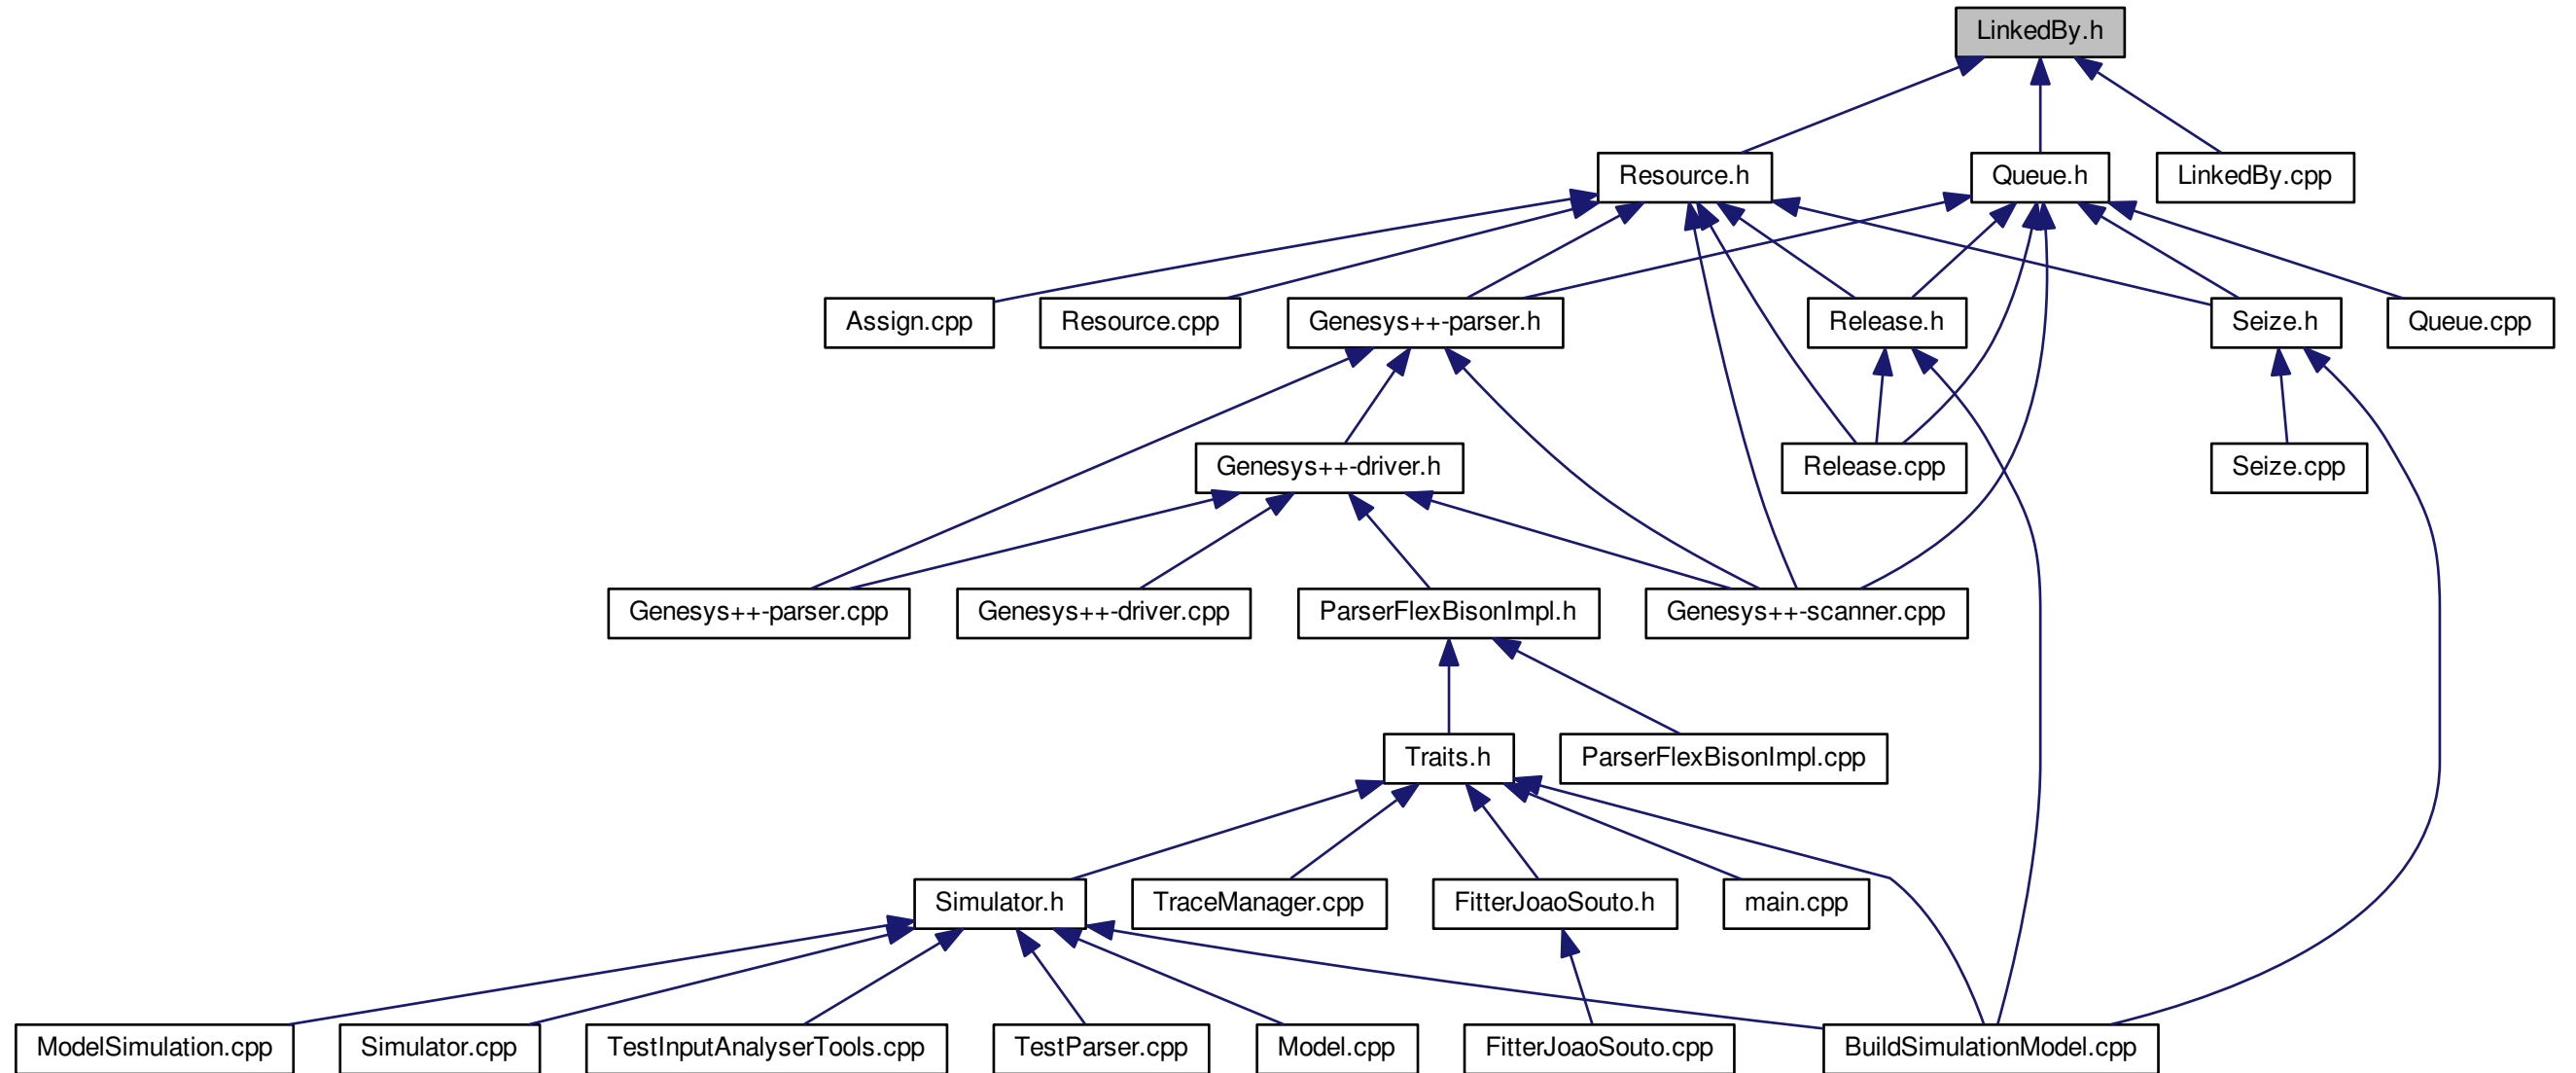 LinkedBy.h
Resource.h
Queue.h
LinkedBy.cpp
Assign.cpp
Resource.cpp
Genesys++-parser.h
Release.h
Seize.h
Queue.cpp
Genesys++-driver.h
Release.cpp
Seize.cpp
Genesys++-parser.cpp
Genesys++-driver.cpp
ParserFlexBisonImpl.h
Genesys++-scanner.cpp
Traits.h
ParserFlexBisonImpl.cpp
Simulator.h
TraceManager.cpp
FitterJoaoSouto.h
main.cpp
ModelSimulation.cpp
Simulator.cpp
TestInputAnalyserTools.cpp
TestParser.cpp
Model.cpp
FitterJoaoSouto.cpp
BuildSimulationModel.cpp